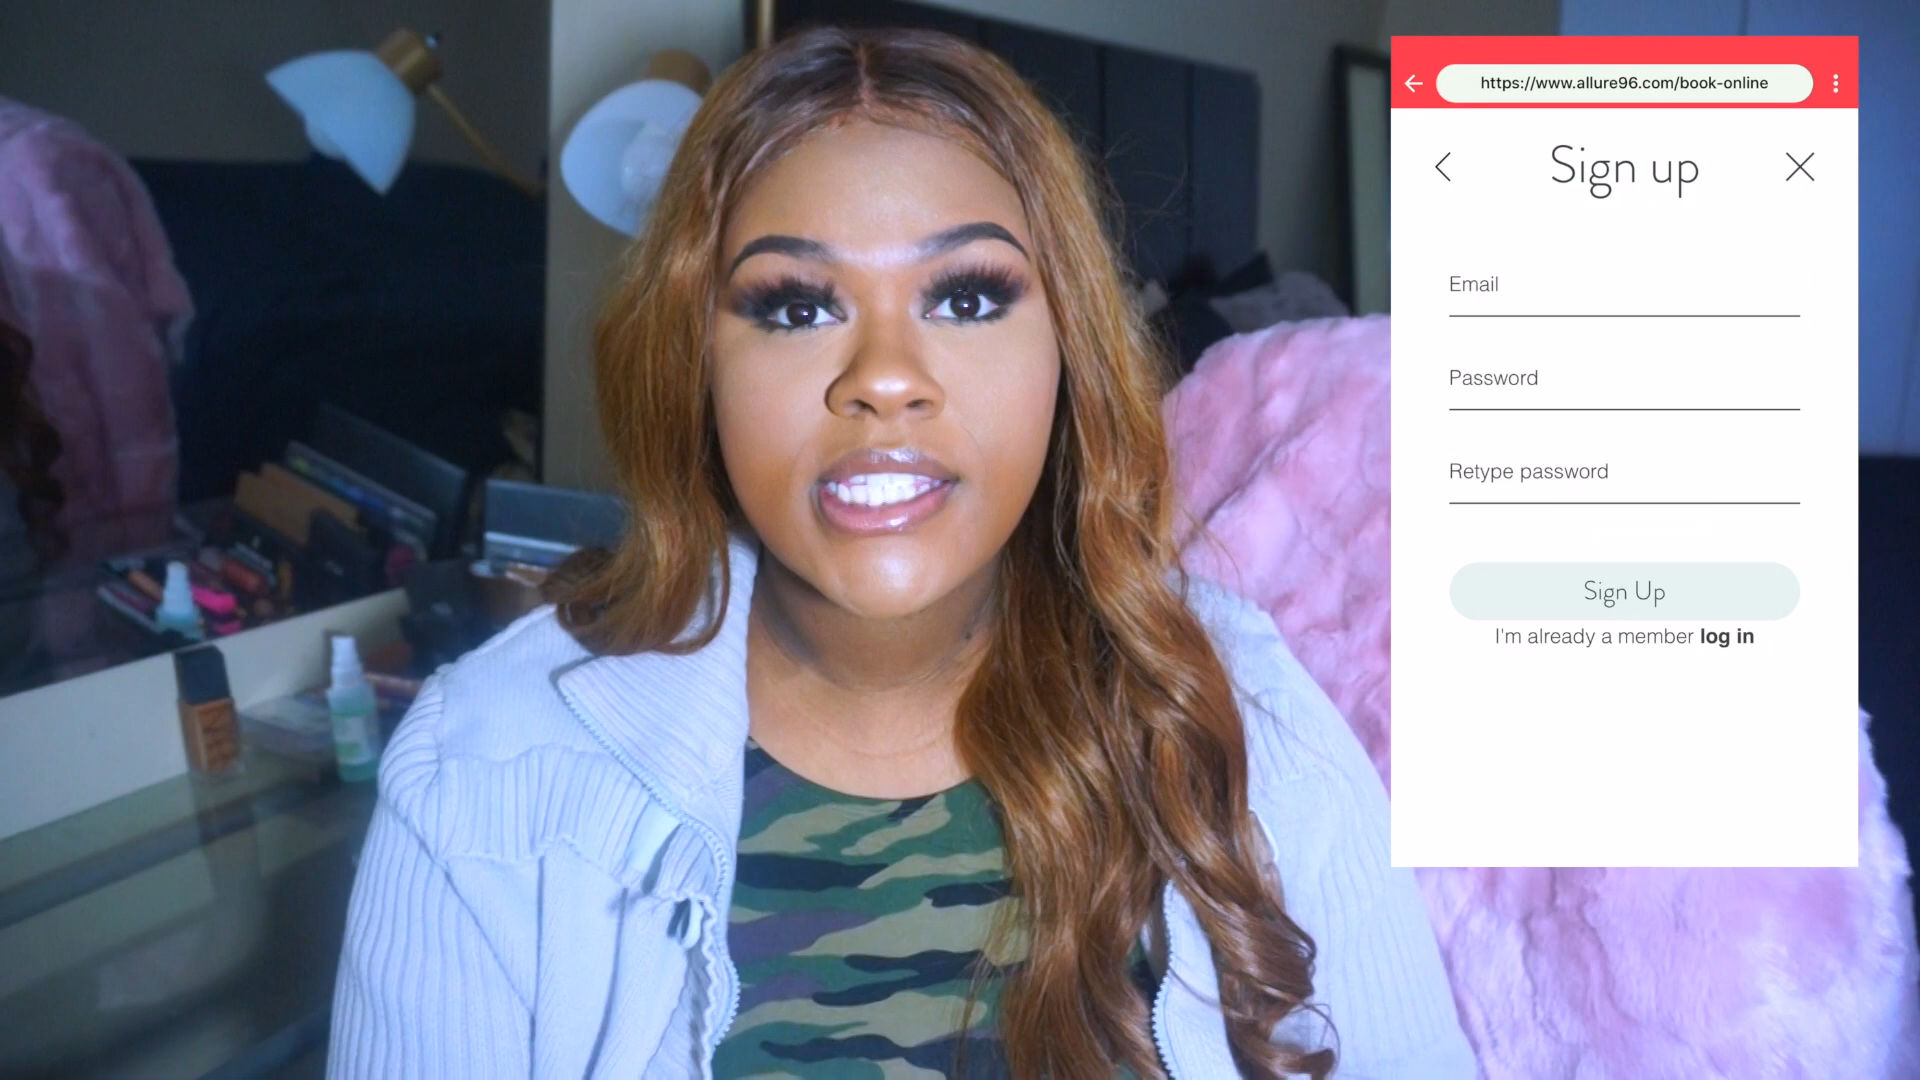 https://www.allure96.com/book-online
Sign up
Email
Password
Retype password
Sign Up
I'm already a member log in